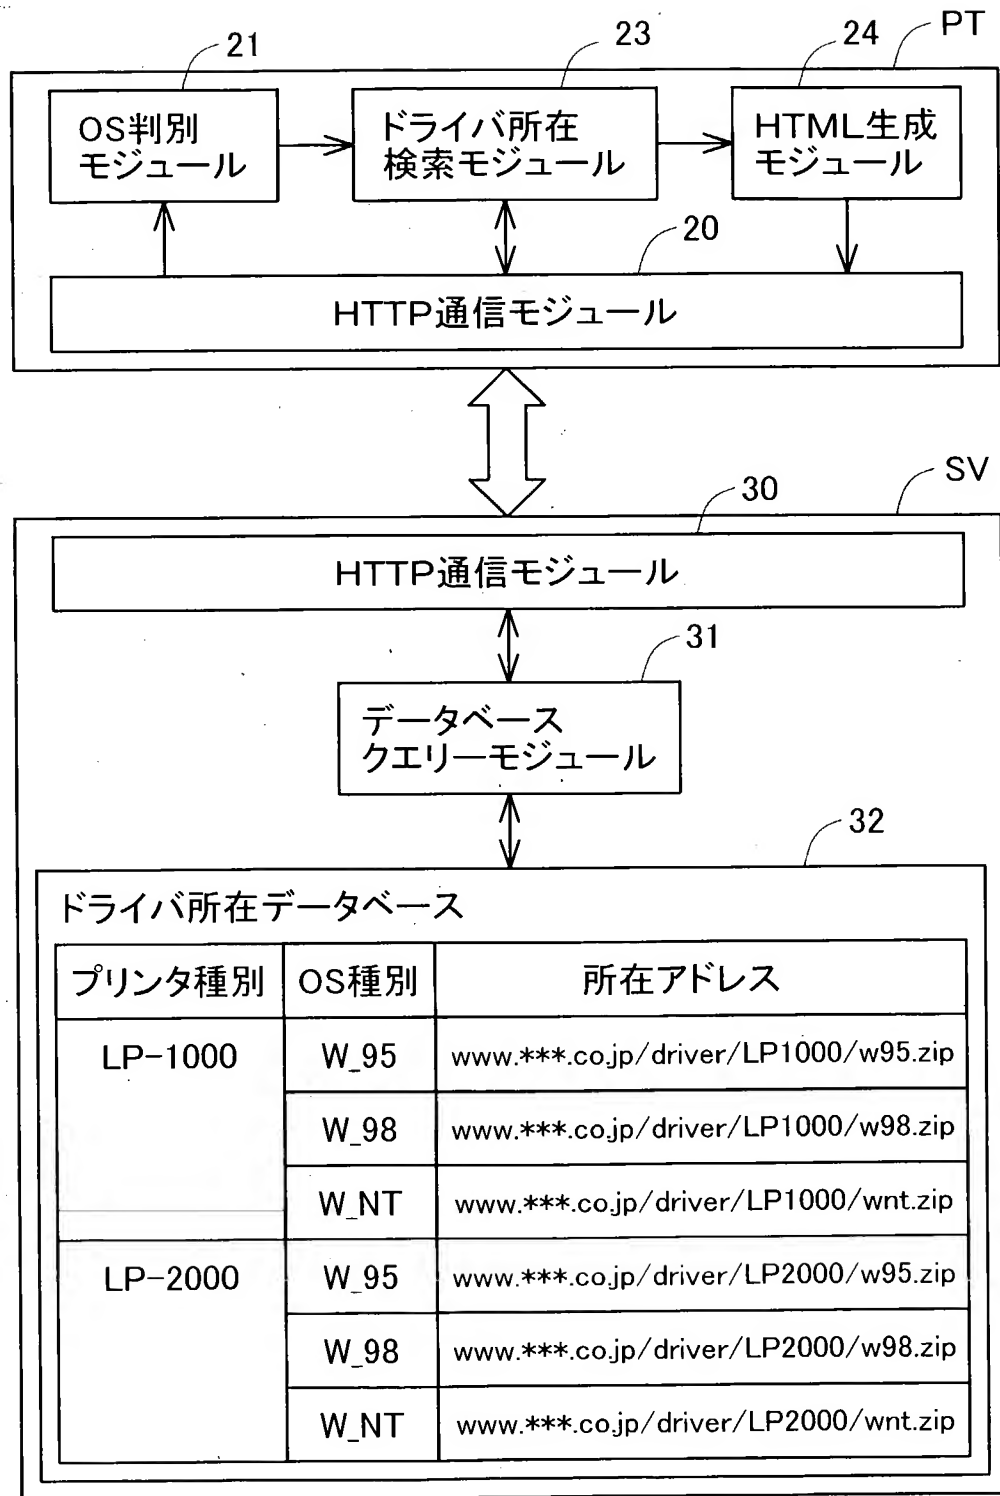 PT
21
23
24
OS判別
モジュール
ドライバ所在
検索モジュール
HTML生成
モジュール
20
HTTP通信モジュール
SV
30
HTTP通信モジュール
31
データベース
クエリーモジュール
32
ドライバ所在データベース
プリンタ種別 OS種別 所在アドレス
LP-1000 W_95 www.***.co.jp/driver/LP1000/w95.zip
W_98 www.***.co.jp/driver/LP1000/w98.zip
W_NT www.***.co.jp/driver/LP1000/wnt.zip
LP-2000 W_95 www.***.co.jp/driver/LP2000/w95.zip
W_98 www.***.co.jp/driver/LP2000/w98.zip
W_NT www.***.co.jp/driver/LP2000/wnt.zip